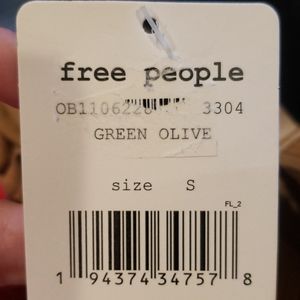 free people
3304
GREEN OLIVE
size S
FL_2
1 94374 34757 8